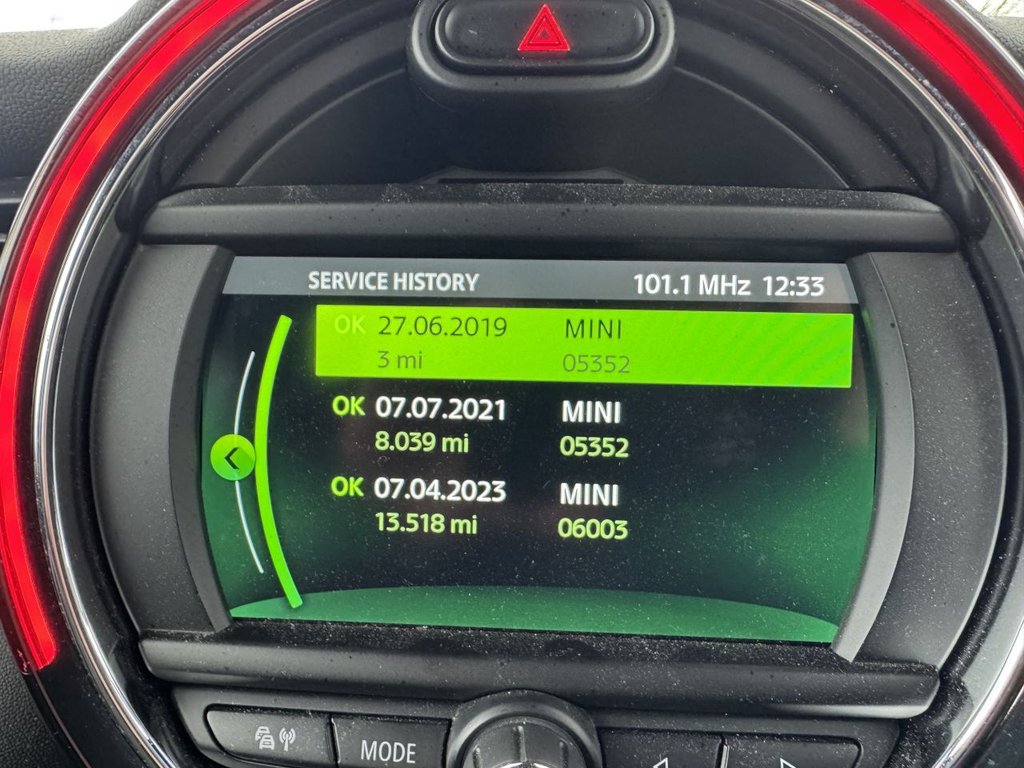 SERVICE HISTORY 101.1 MHz 12:33
OK 27.06.2019 MINI
3 mi 05352
OK 07.07.2021 MINI
8.039 mi 05352
OK 07.04.2023 MINI
13.518 mi 06003
MODE